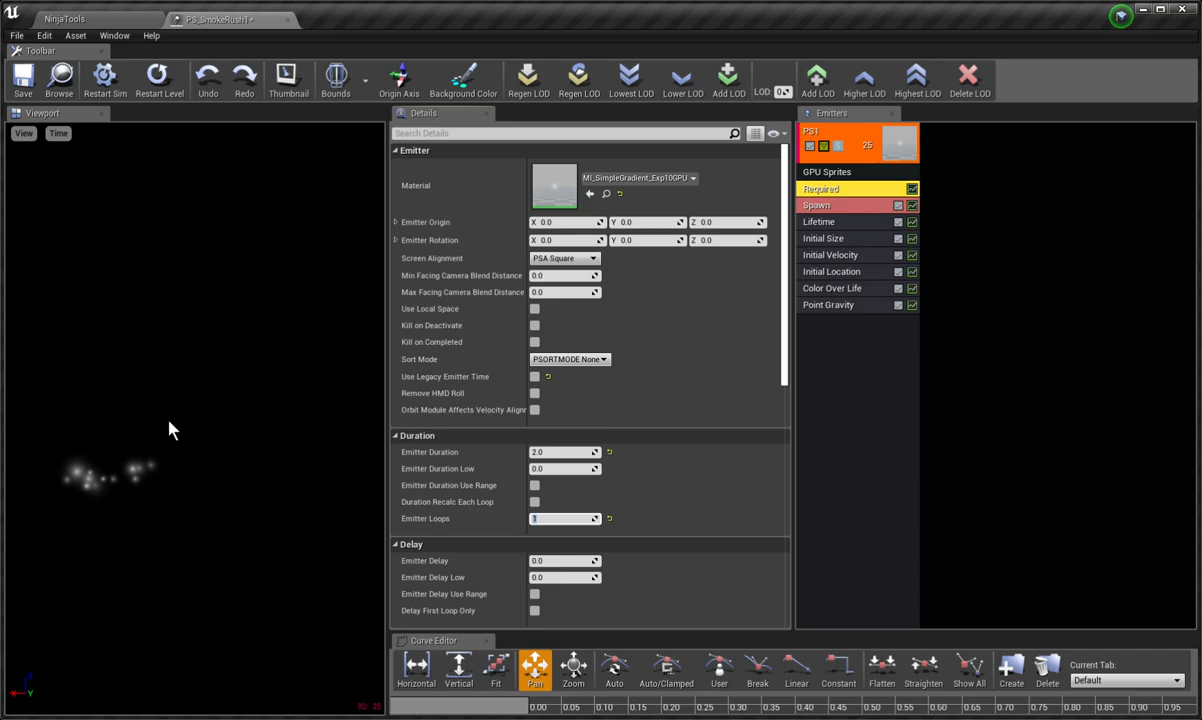 NinjaTools
PS_SmokeRush1*
File Edit Asset Window Help
Toolbar
Save Browse Restart Sim Restart Level Undo Redo Thumbnail Bounds Origin Axis Background Color Regen LOD Regen LOD Lowest LOD Lower LOD Add LOD LOD: 0 Add LOD Higher LOD Highest LOD Delete LOD
Viewport
View Time
Z
Y
Details
Search Details
Emitter
Material
MI_SimpleGradient_Exp10GPU
Emitter Origin X 0.0 Y 0.0 Z 0.0
Emitter Rotation X 0.0 Y 0.0 Z 0.0
Screen Alignment PSA Square
Min Facing Camera Blend Distance 0.0
Max Facing Camera Blend Distance 0.0
Use Local Space
Kill on Deactivate
Kill on Completed
Sort Mode PSORTMODE None
Use Legacy Emitter Time
Remove HMD Roll
Orbit Module Affects Velocity Alignr
Duration
Emitter Duration 2.0
Emitter Duration Low 0.0
Emitter Duration Use Range
Duration Recalc Each Loop
Emitter Loops 1
Delay
Emitter Delay 0.0
Emitter Delay Low 0.0
Emitter Delay Use Range
Delay First Loop Only
Emitters
PS1
S 25
GPU Sprites
Required
Spawn
Lifetime
Initial Size
Initial Velocity
Initial Location
Color Over Life
Point Gravity
Curve Editor
Horizontal Vertical Fit Pan Zoom Auto Auto/Clamped User Break Linear Constant Flatten Straighten Show All Create Delete
Current Tab:
Default
0.00 0.05 0.10 0.15 0.20 0.25 0.30 0.35 0.40 0.45 0.50 0.55 0.60 0.65 0.70 0.75 0.80 0.85 0.90 0.95